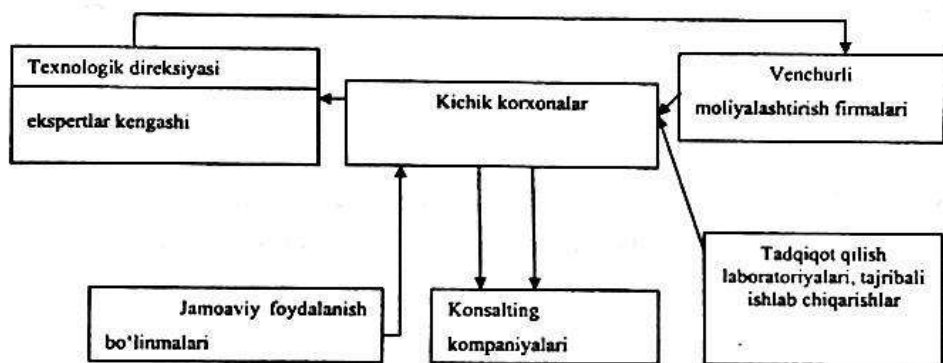 Texnologik direksiyasi
ekspertlar kengashi
Kichik korxonalar
Venchurli
moliyalashtirish firmalari
Jamoaviy foydalanish
bo'linmalari
Konsalting
kompaniyalari
Tadqiqot qilish
laboratoriyalari, tajribali
ishlab chiqarishlar